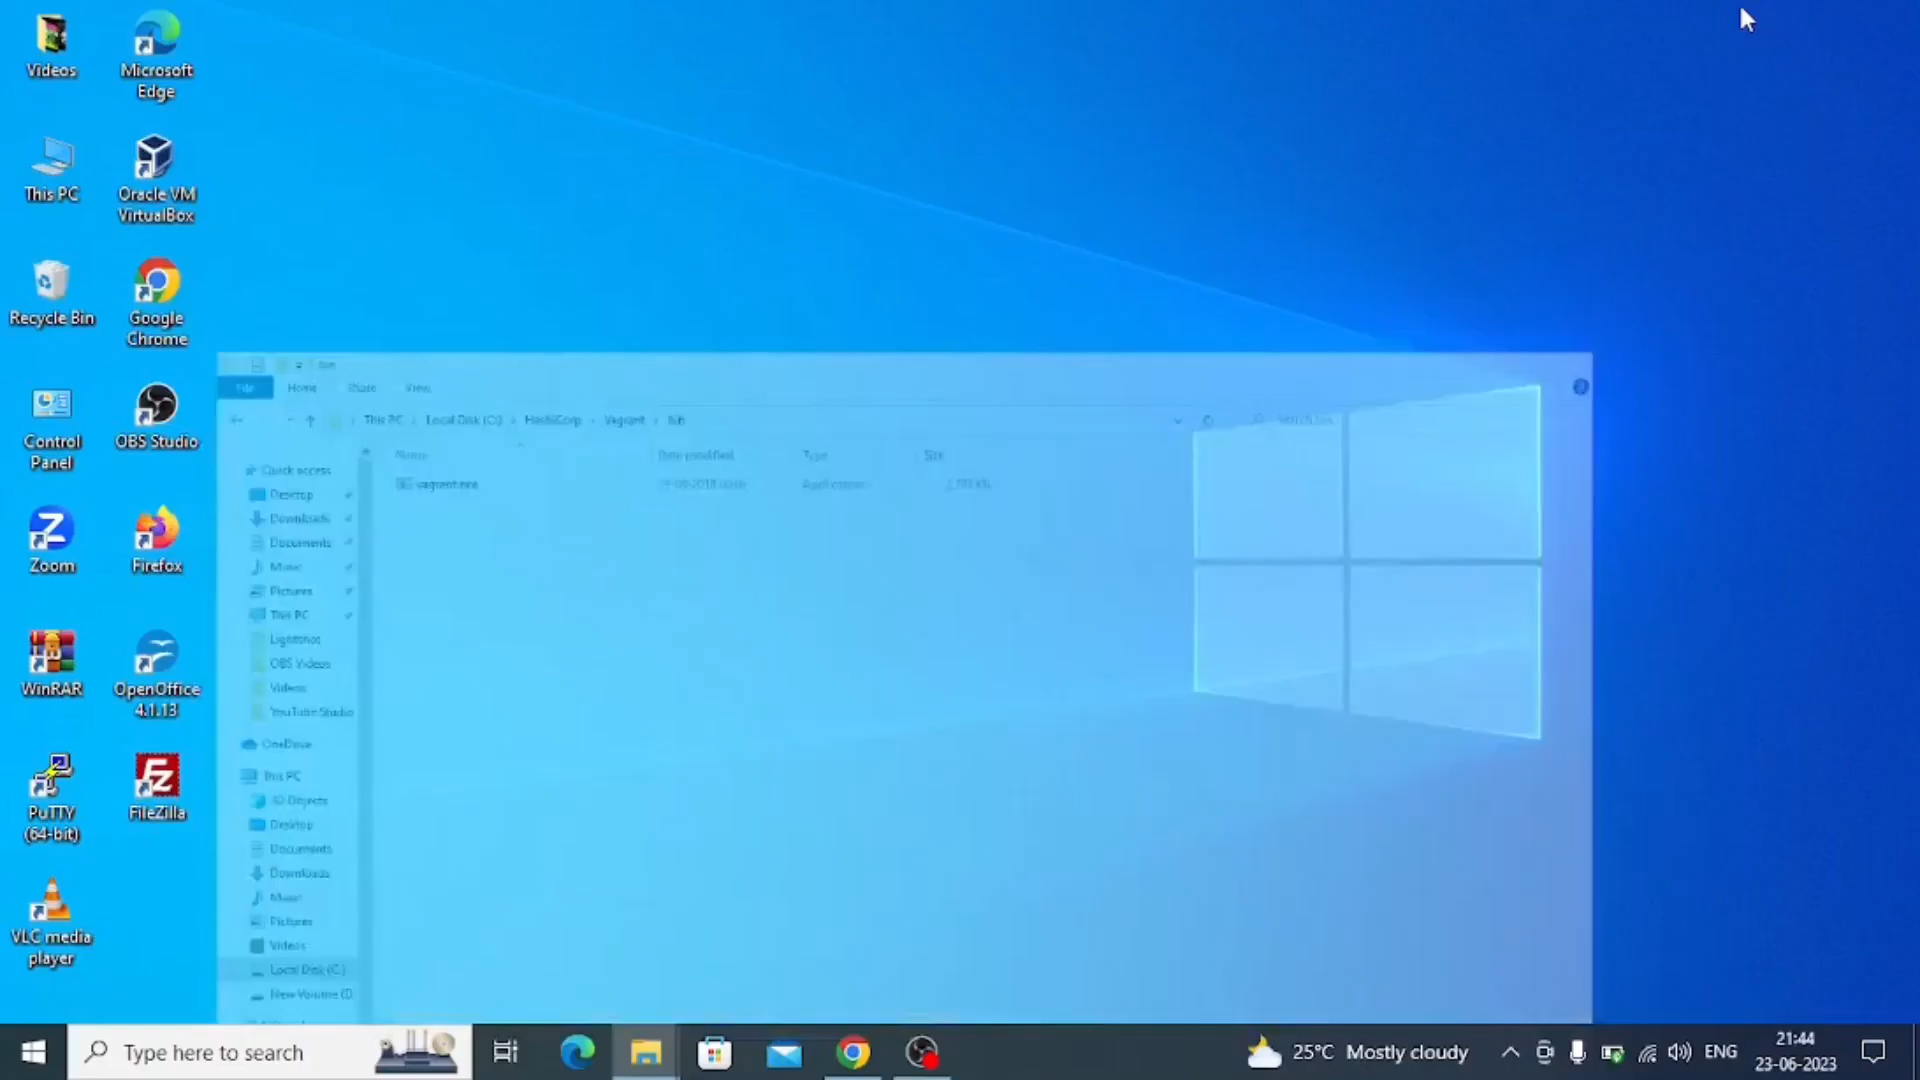 Videos
Microsoft
Edge
This PC
Oracle VM
VirtualBox
Recycle Bin
Google
Chrome
Control
Panel
OBS Studio
Zoom
Firefox
WinRAR
OpenOffice
4.1.13
PuTTY
(64-bit)
FileZilla
VLC media
player
File
Home
Share
View
This PC
Local Disk (C:)
HashiCorp
Vagrant
bin
Name
Date modified
Type
Size
vagrant.exe
Quick access
Desktop
Downloads
Documents
Music
Pictures
This PC
Lightshot
OBS Videos
Videos
YouTube Studio
OneDrive
This PC
3D Objects
Desktop
Documents
Downloads
Music
Pictures
Videos
Local Disk (C:)
New Volume (D
Type here to search
25°C Mostly cloudy
ENG
21:44
23-06-2023